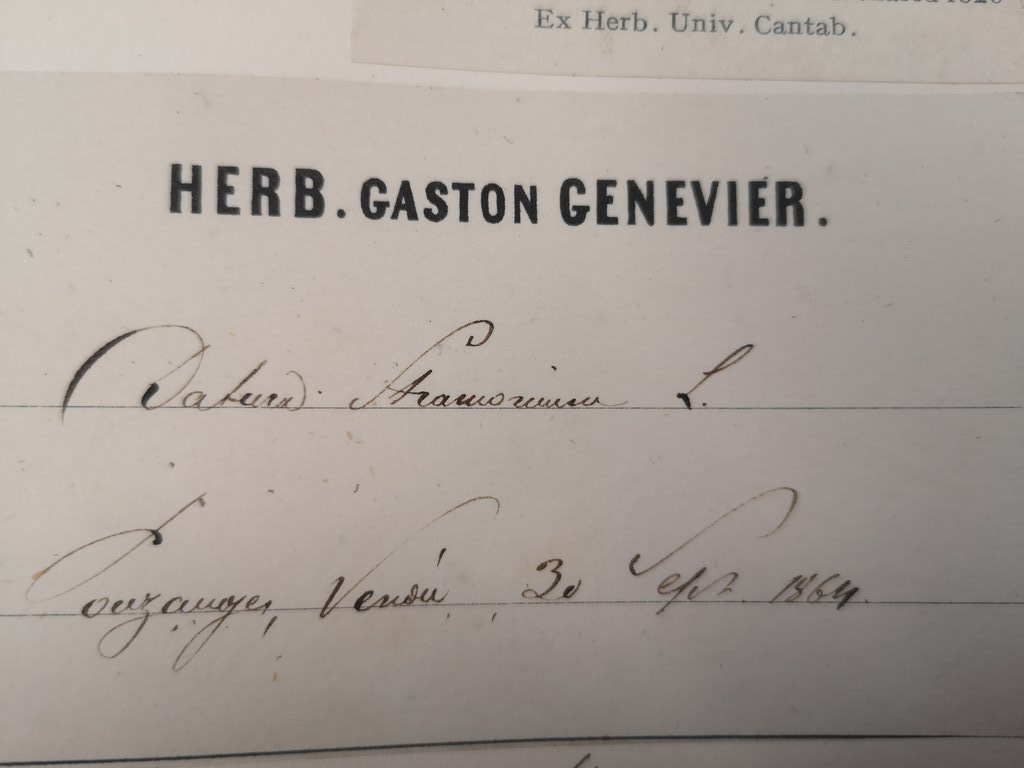 Ex Herb. Univ. Cantab.
HERB. GASTON GENEVIER.
Datura Stramonium L.
Pouzauges, Vendée, 30 Sept. 1864.